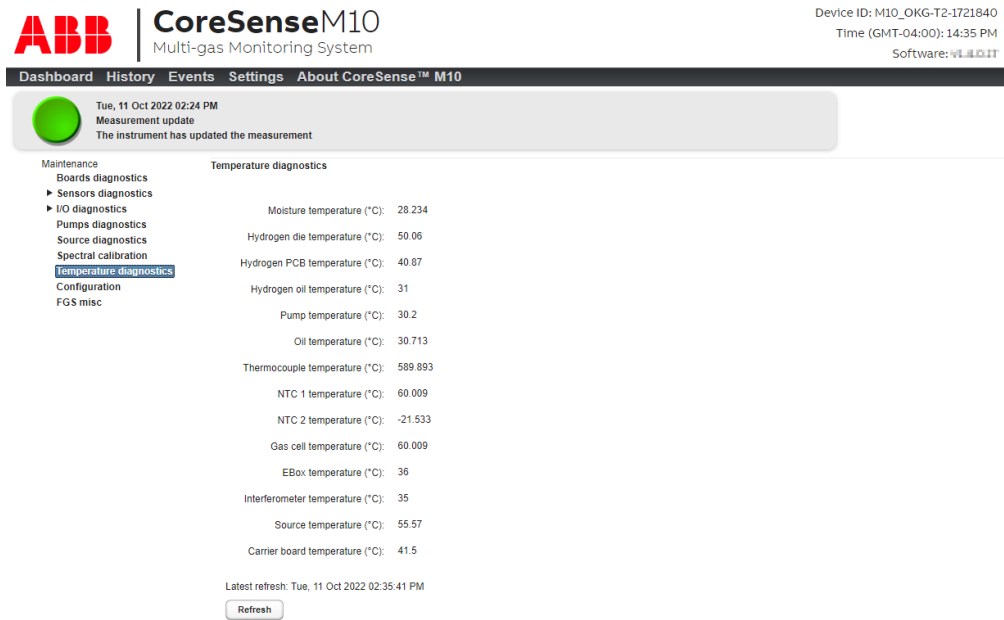 ABB
CoreSenseM10
Multi-gas Monitoring System
Device ID: M10_OKG-T2-1721840
Time (GMT-04:00): 14:35 PM
Software:
Dashboard History Events Settings About CoreSense™ M10
Tue, 11 Oct 2022 02:24 PM
Measurement update
The instrument has updated the measurement
Maintenance
Boards diagnostics
Sensors diagnostics
I/O diagnostics
Pumps diagnostics
Source diagnostics
Spectral calibration
Temperature diagnostics
Configuration
FGS misc
Temperature diagnostics
Moisture temperature (°C): 28.234
Hydrogen die temperature (°C): 50.06
Hydrogen PCB temperature (°C): 40.87
Hydrogen oil temperature (°C): 31
Pump temperature (°C): 30.2
Oil temperature (°C): 30.713
Thermocouple temperature (°C): 589.893
NTC 1 temperature (°C): 60.009
NTC 2 temperature (°C): -21.533
Gas cell temperature (°C): 60.009
EBox temperature (°C): 36
Interferometer temperature (°C): 35
Source temperature (°C): 55.57
Carrier board temperature (°C): 41.5
Latest refresh: Tue, 11 Oct 2022 02:35:41 PM
Refresh